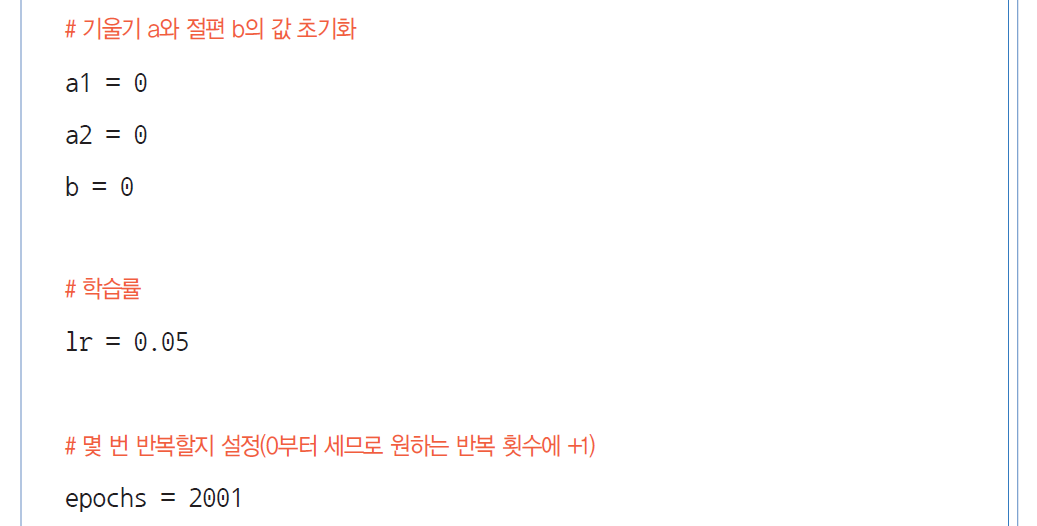 # 기울기 a와 절편 b의 값 초기화
a1 = 0
a2 = 0
b = 0
# 학습률
lr = 0.05
# 몇 번 반복할지 설정(0부터 세므로 원하는 반복 횟수에 +1)
epochs = 2001